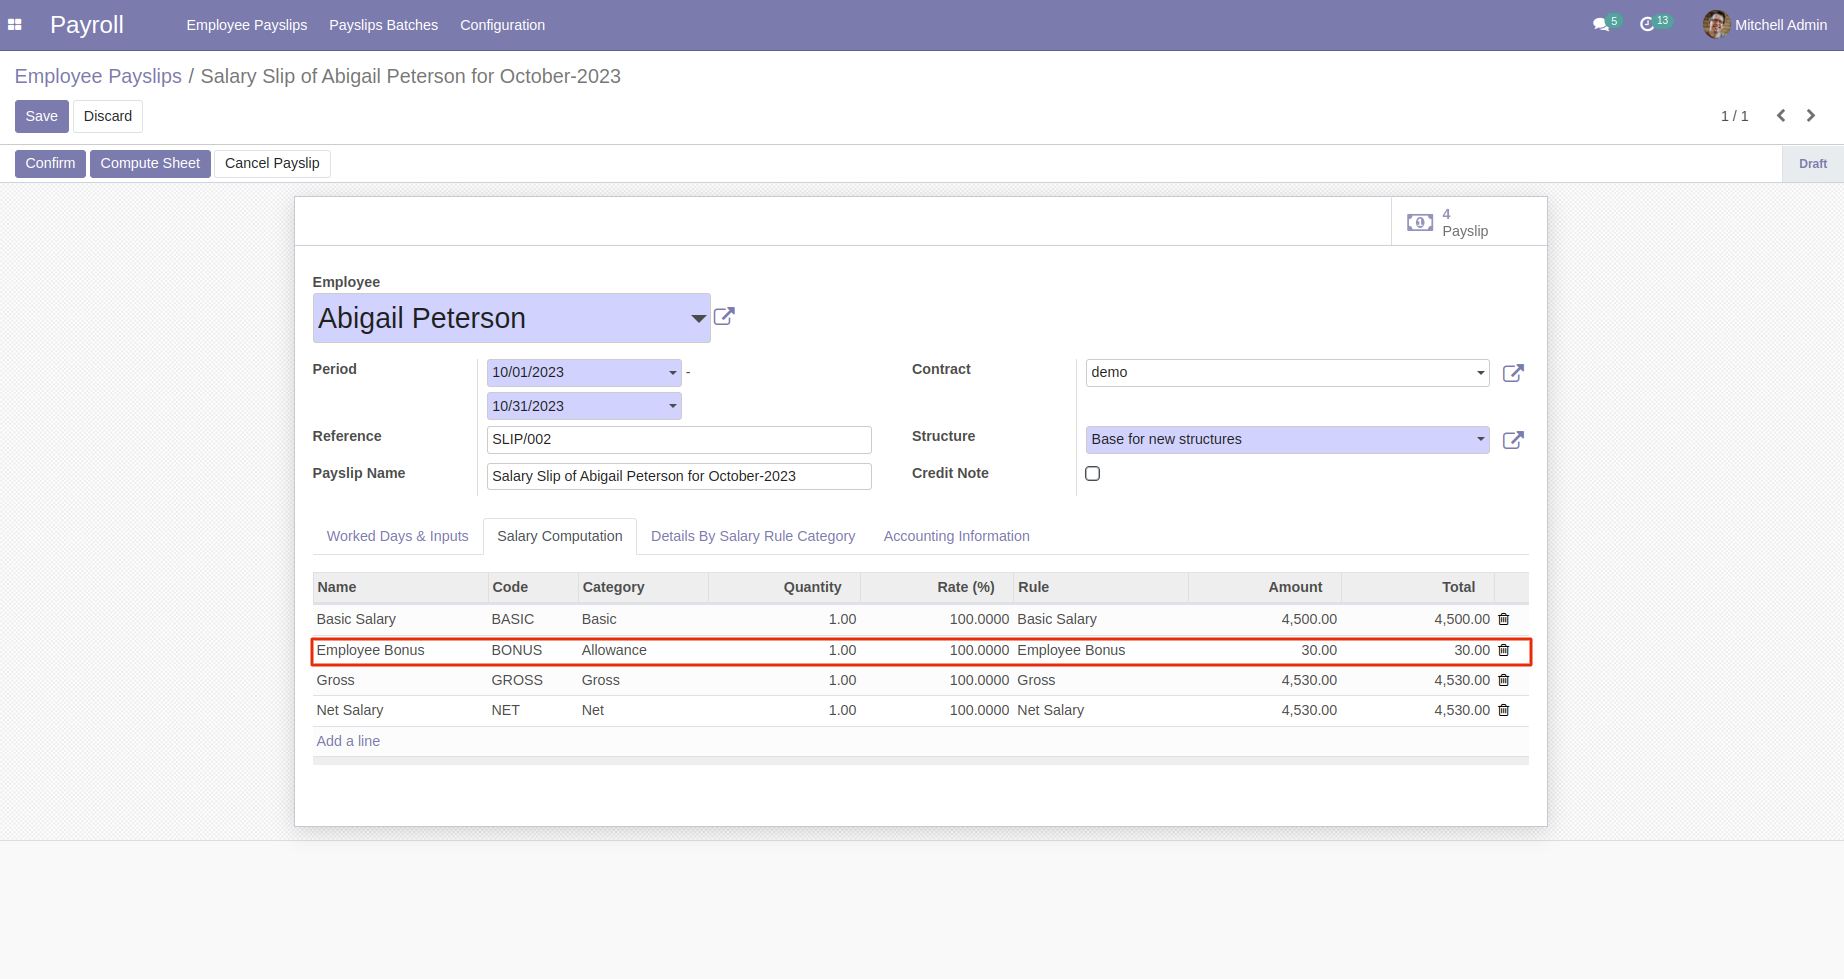 Payroll Employee Payslips Payslips Batches Configuration 5 13 Mitchell Admin
Employee Payslips / Salary Slip of Abigail Peterson for October-2023
Save Discard 1 / 1
Confirm Compute Sheet Cancel Payslip Draft
4
Payslip
Employee
Abigail Peterson
Period 10/01/2023 - Contract demo
10/31/2023
Reference SLIP/002 Structure Base for new structures
Payslip Name Salary Slip of Abigail Peterson for October-2023 Credit Note
Worked Days & Inputs Salary Computation Details By Salary Rule Category Accounting Information
Name Code Category Quantity Rate (%) Rule Amount Total
Basic Salary BASIC Basic 1.00 100.0000 Basic Salary 4,500.00 4,500.00
Employee Bonus BONUS Allowance 1.00 100.0000 Employee Bonus 30.00 30.00
Gross GROSS Gross 1.00 100.0000 Gross 4,530.00 4,530.00
Net Salary NET Net 1.00 100.0000 Net Salary 4,530.00 4,530.00
Add a line